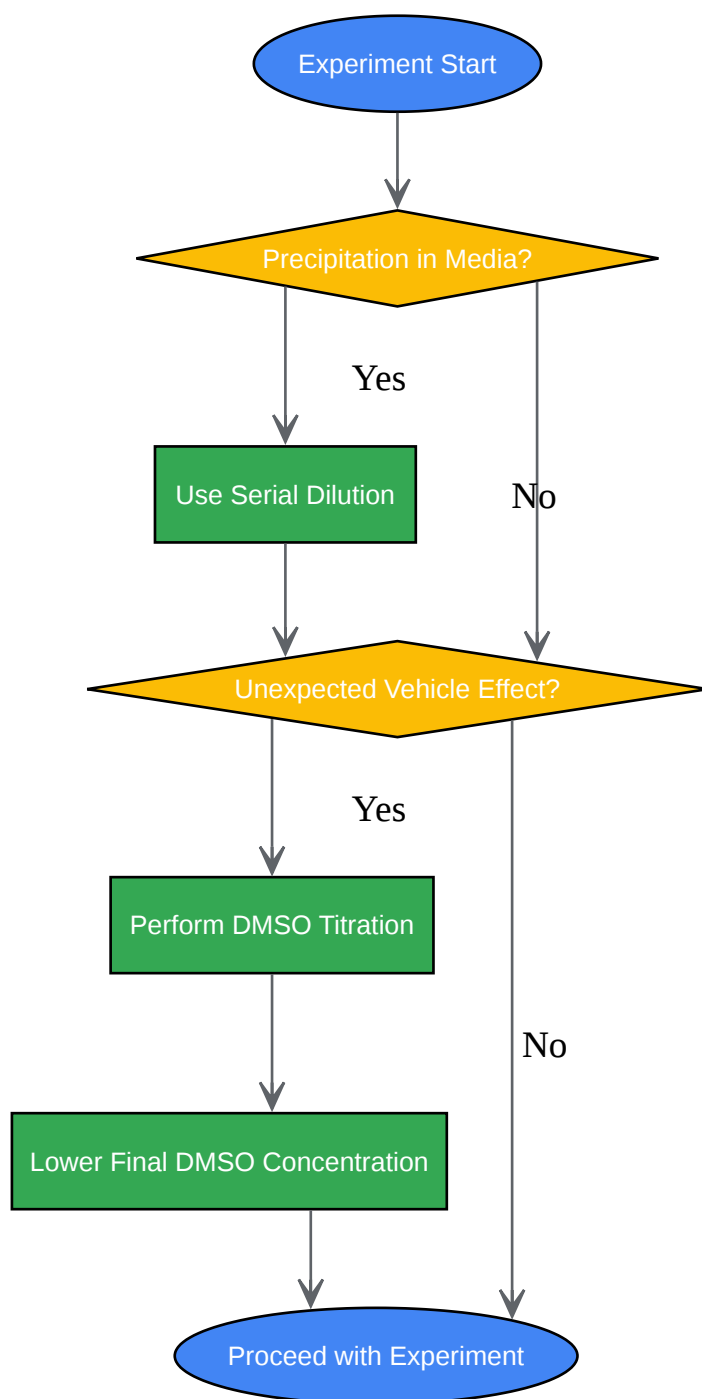 Experiment Start
Precipitation in Media?
Yes
Use Serial Dilution
No
Unexpected Vehicle Effect?
Yes
Perform DMSO Titration
No
Lower Final DMSO Concentration
Proceed with Experiment